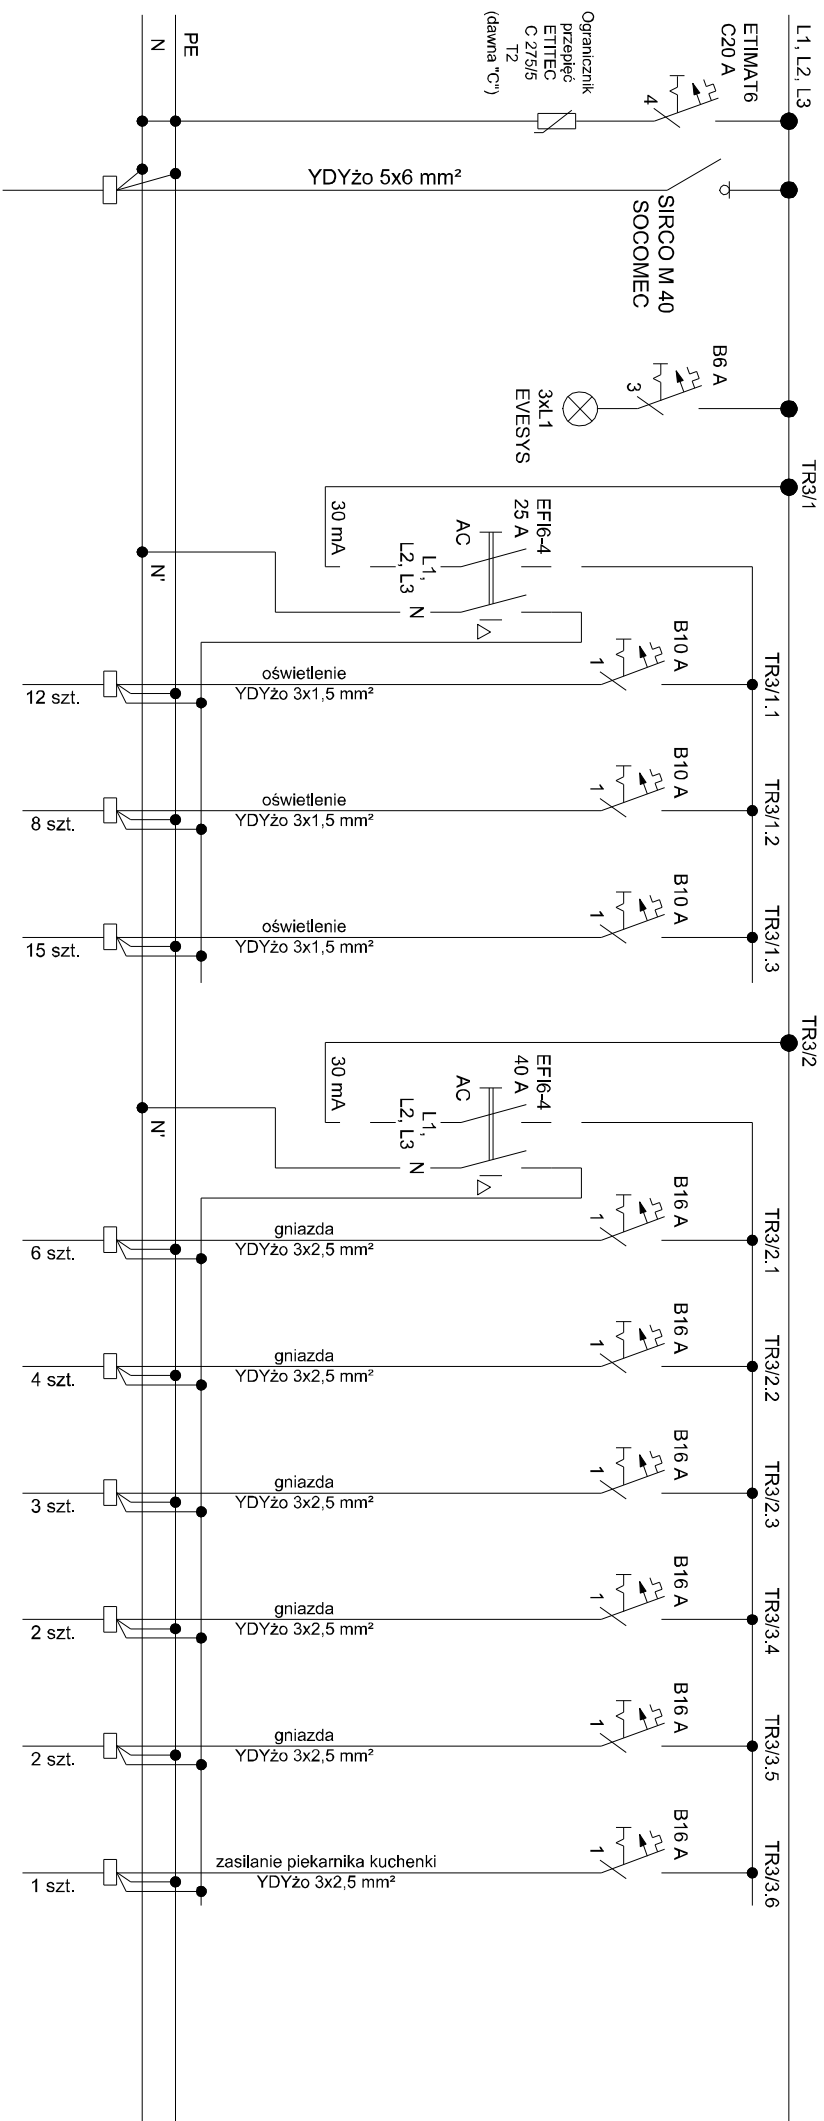 L1, L2, L3
PE
N
ETIMAT6
C20 A
4
Ogranicznik
przepięć
ETITEC
C 275/5
T2
(dawna "C")
YDYżo 5x6 mm²
SIRCO M 40
SOCOMEC
B6 A
3
3xL1
EVESYS
TR3/1
EFI6-4
25 A
AC
30 mA
L1,
L2, L3
N
N'
TR3/1.1
B10 A
1
oświetlenie
YDYżo 3x1,5 mm²
12 szt.
TR3/1.2
B10 A
1
oświetlenie
YDYżo 3x1,5 mm²
8 szt.
TR3/1.3
B10 A
1
oświetlenie
YDYżo 3x1,5 mm²
15 szt.
TR3/2
EFI6-4
40 A
AC
30 mA
L1,
L2, L3
N
N'
TR3/2.1
B16 A
1
gniazda
YDYżo 3x2,5 mm²
6 szt.
TR3/2.2
B16 A
1
gniazda
YDYżo 3x2,5 mm²
4 szt.
TR3/2.3
B16 A
1
gniazda
YDYżo 3x2,5 mm²
3 szt.
TR3/3.4
B16 A
1
gniazda
YDYżo 3x2,5 mm²
2 szt.
TR3/3.5
B16 A
1
gniazda
YDYżo 3x2,5 mm²
2 szt.
TR3/3.6
B16 A
1
zasilanie piekarnika kuchenki
YDYżo 3x2,5 mm²
1 szt.